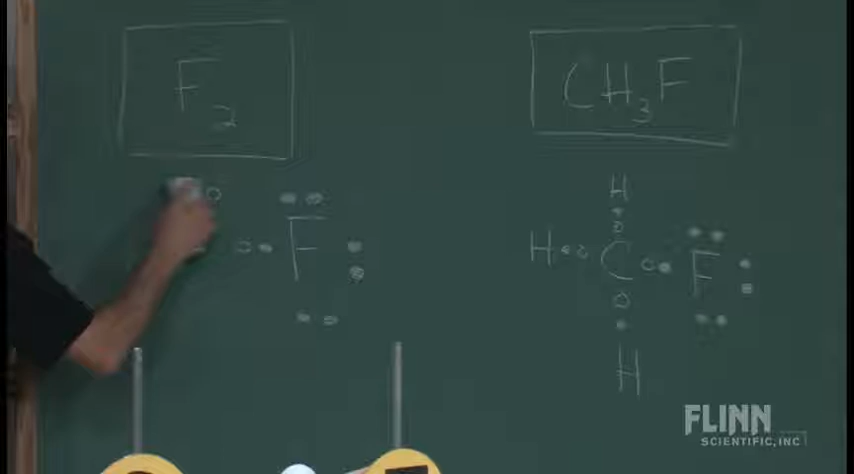 F₂
CH₃F
F
H
H C F
H
FLINN
SCIENTIFIC, INC